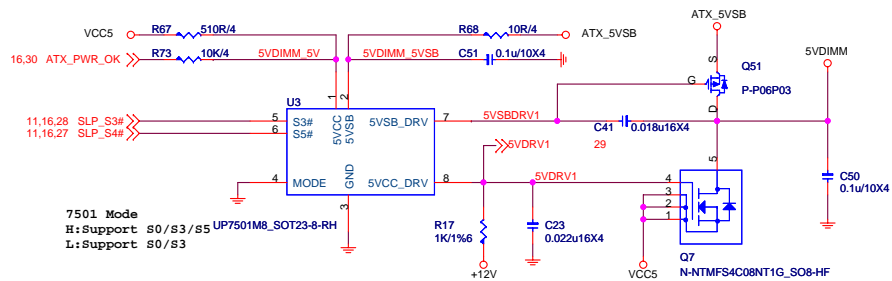 VCC5 R67 510R/4 R68 10R/4 ATX_5VSB
16,30 ATX_PWR_OK R73 10K/4 5VDIMM_5V 5VDIMM_5VSB C51 0.1u/10X4
ATX_5VSB 5VDIMM
S Q51
G P-P06P03
D
1 2
U3
11,16,28 SLP_S3# 5 S3# 5VCC 5VSB 5VSB_DRV 7 5VSBDRV1 C41 0.018u16X4
11,16,27 SLP_S4# 6 S5#
5VDRV1 29
5
C50
0.1u/10X4
4 MODE GND 5VCC_DRV 8 5VDRV1 4
3
2
1
3
UP7501M8_SOT23-8-RH
7501 Mode
H:Support S0/S3/S5
L:Support S0/S3
R17
1K/1%6
+12V
C23
0.022u16X4
VCC5
Q7
N-NTMFS4C08NT1G_SO8-HF